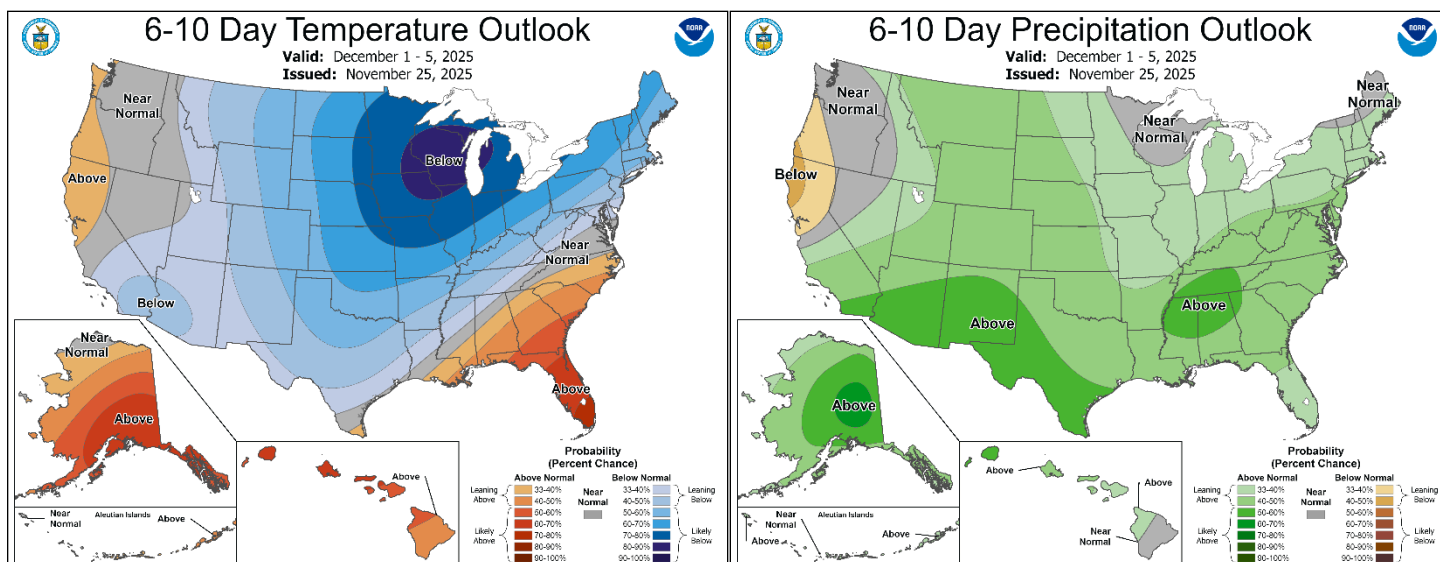 6-10 Day Temperature Outlook
Valid: December 1 - 5, 2025
Issued: November 25, 2025
NOAA
Near
Normal
Above
Below
Below
Near
Normal
Above
Near
Normal
Above
Above
Near
Normal
Aleutian Islands
Above
Probability
(Percent Chance)
Above Normal
Below Normal
Near
Normal
Leaning
Above
Likely
Above
33-40%
40-50%
50-60%
60-70%
70-80%
80-90%
90-100%
33-40%
40-50%
50-60%
60-70%
70-80%
80-90%
90-100%
Leaning
Below
Likely
Below
6-10 Day Precipitation Outlook
Valid: December 1 - 5, 2025
Issued: November 25, 2025
NOAA
Near
Normal
Near
Normal
Below
Above
Above
Above
Above
Above
Near
Normal
Near
Normal
Above
Aleutian Islands
Above
Probability
(Percent Chance)
Above Normal
Below Normal
Near
Normal
Leaning
Above
Likely
Above
33-40%
40-50%
50-60%
60-70%
70-80%
80-90%
90-100%
33-40%
40-50%
50-60%
60-70%
70-80%
80-90%
90-100%
Leaning
Below
Likely
Below